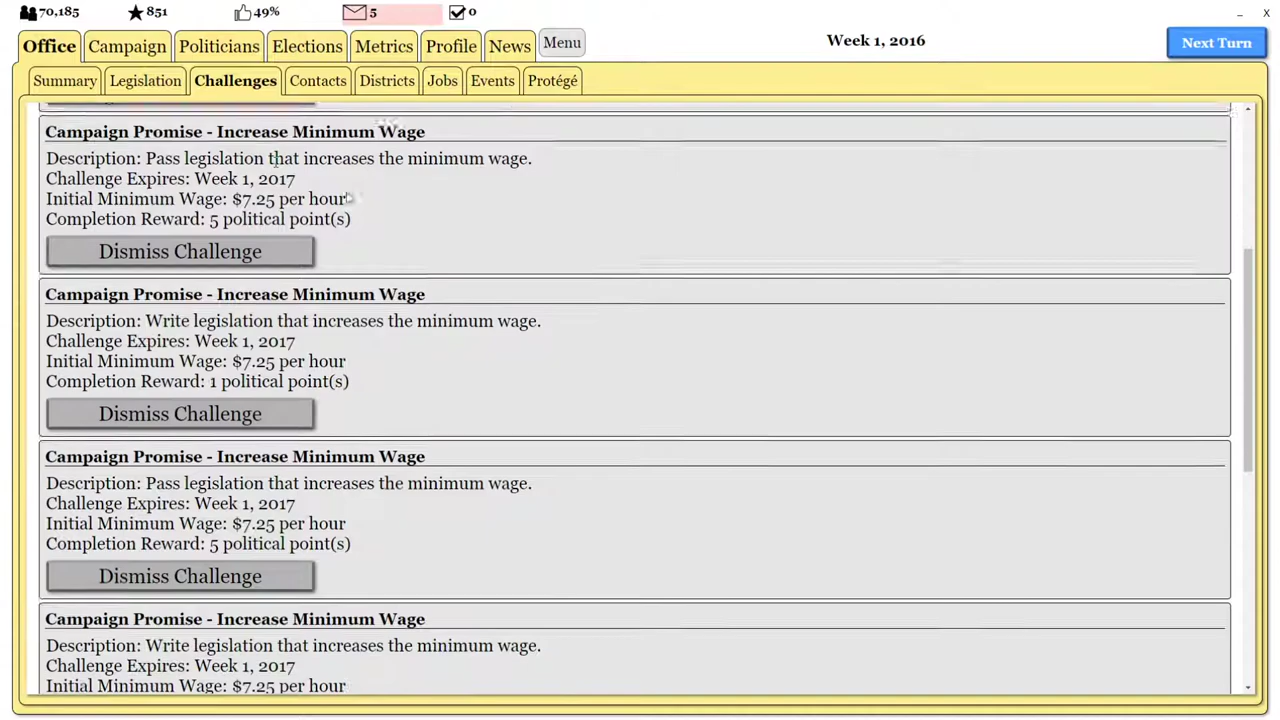 70,185
851
49%
5
0
_ X
Office Campaign Politicians Elections Metrics Profile News Menu
Week 1, 2016
Next Turn
Summary Legislation Challenges Contacts Districts Jobs Events Protégé
Campaign Promise - Increase Minimum Wage
Description: Pass legislation that increases the minimum wage.
Challenge Expires: Week 1, 2017
Initial Minimum Wage: $7.25 per hour
Completion Reward: 5 political point(s)
Dismiss Challenge
Campaign Promise - Increase Minimum Wage
Description: Write legislation that increases the minimum wage.
Challenge Expires: Week 1, 2017
Initial Minimum Wage: $7.25 per hour
Completion Reward: 1 political point(s)
Dismiss Challenge
Campaign Promise - Increase Minimum Wage
Description: Pass legislation that increases the minimum wage.
Challenge Expires: Week 1, 2017
Initial Minimum Wage: $7.25 per hour
Completion Reward: 5 political point(s)
Dismiss Challenge
Campaign Promise - Increase Minimum Wage
Description: Write legislation that increases the minimum wage.
Challenge Expires: Week 1, 2017
Initial Minimum Wage: $7.25 per hour